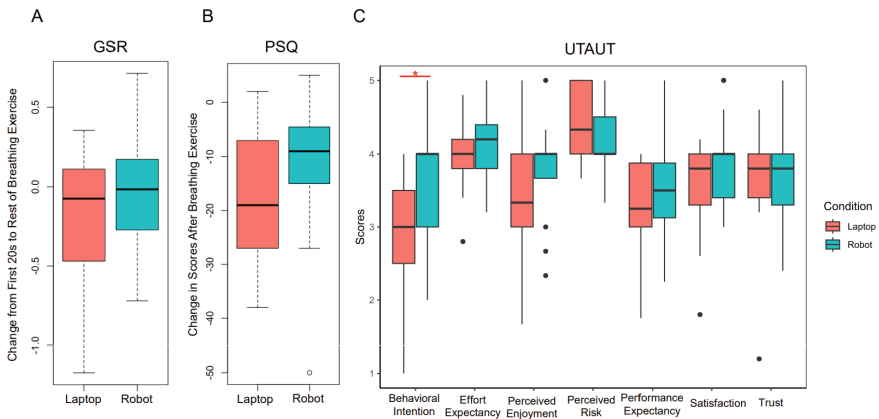 A
B
C
GSR
PSQ
UTAUT
Change from First 20s to Rest of Breathing Exercise
0.5
0.0
-0.5
-1.0
Laptop
Robot
Change in Scores After Breathing Exercise
0
-10
-20
-30
-40
-50
Laptop
Robot
Scores
5
4
3
2
1
*
Behavioral
Intention
Effort
Expectancy
Perceived
Enjoyment
Perceived
Risk
Performance
Expectancy
Satisfaction
Trust
Condition
Laptop
Robot